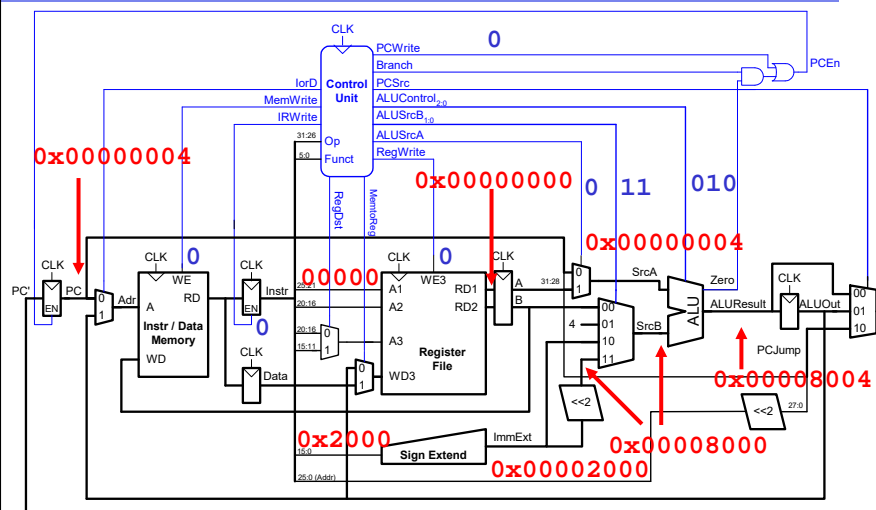 CLK
PCWrite
0
Branch
PCEn
IorD
Control
Unit
PCSrc
MemWrite
ALUControl2:0
IRWrite
ALUSrcB1:0
31:26
Op
ALUSrcA
5:0
Funct
RegWrite
0x00000004
0x00000000
0
11
010
RegDst
MemtoReg
0x00000004
CLK
0
CLK
CLK
0
CLK
00000
WE
WE3
0
1
31:28
SrcA
Zero
CLK
PC'
PC
EN
0
1
Adr
A
RD
EN
Instr
25:21
A1
RD1
A
20:16
A2
RD2
B
00
01
10
11
4
SrcB
ALU
ALUResult
ALUOut
00
01
10
Instr / Data
Memory
0
20:16
15:11
0
1
A3
WD
CLK
Register
File
PCJump
Data
0
1
WD3
<<2
<<2
27:0
0x00008004
0x2000
ImmExt
0x00008000
15:0
Sign Extend
0x00002000
25:0 (Addr)